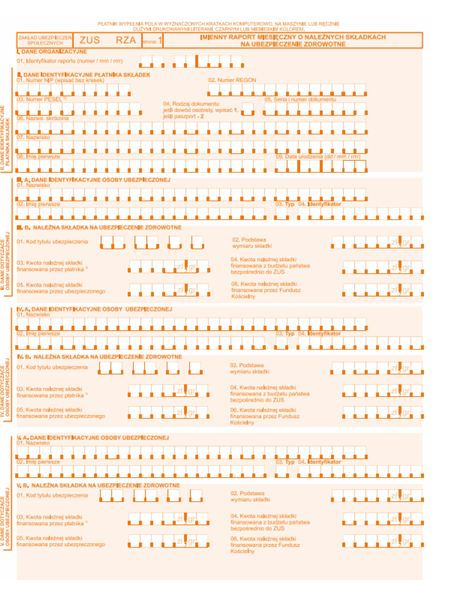 PŁATNIK WYPEŁNIA POLA W WYZNACZONYCH KRATKACH KOMPUTEROWO, NA MASZYNIE LUB RĘCZNIE
DUŻYMI DRUKOWANYMI LITERAMI, CZARNYM LUB NIEBIESKIM KOLOREM.
ZAKŁAD UBEZPIECZEŃ SPOŁECZNYCH
ZUS RZA strona: 1
IMIENNY RAPORT MIESIĘCZNY O NALEŻNYCH SKŁADKACH
NA UBEZPIECZENIE ZDROWOTNE
I. DANE ORGANIZACYJNE
01. Identyfikator raportu (numer / mm / rrrr)
II. DANE IDENTYFIKACYJNE PŁATNIKA SKŁADEK
01. Numer NIP (wpisać bez kresek)
02. Numer REGON
03. Numer PESEL
04. Rodzaj dokumentu:
jeśli dowód osobisty, wpisać 1,
jeśli paszport - 2
05. Seria i numer dokumentu
06. Nazwa skrócona
07. Nazwisko
08. Imię pierwsze
09. Data urodzenia (dd / mm / rrrr)
II. DANE IDENTYFIKACYJNE
PŁATNIKA SKŁADEK
III. A. DANE IDENTYFIKACYJNE OSOBY UBEZPIECZONEJ
01. Nazwisko
02. Imię pierwsze
03. Typ 04. Identyfikator
III. B. NALEŻNA SKŁADKA NA UBEZPIECZENIE ZDROWOTNE
01. Kod tytułu ubezpieczenia
02. Podstawa
wymiaru składki
zł gr
03. Kwota należnej składki
finansowana przez płatnika
zł gr
04. Kwota należnej składki
finansowana z budżetu państwa
bezpośrednio do ZUS
zł gr
05. Kwota należnej składki
finansowana przez ubezpieczonego
zł gr
06. Kwota należnej składki
finansowana przez Fundusz
Kościelny
zł gr
III. DANE DOTYCZĄCE
OSOBY UBEZPIECZONEJ
IV. A. DANE IDENTYFIKACYJNE OSOBY UBEZPIECZONEJ
01. Nazwisko
02. Imię pierwsze
03. Typ 04. Identyfikator
IV. B. NALEŻNA SKŁADKA NA UBEZPIECZENIE ZDROWOTNE
01. Kod tytułu ubezpieczenia
02. Podstawa
wymiaru składki
zł gr
03. Kwota należnej składki
finansowana przez płatnika
zł gr
04. Kwota należnej składki
finansowana z budżetu państwa
bezpośrednio do ZUS
zł gr
05. Kwota należnej składki
finansowana przez ubezpieczonego
zł gr
06. Kwota należnej składki
finansowana przez Fundusz
Kościelny
zł gr
IV. DANE DOTYCZĄCE
OSOBY UBEZPIECZONEJ
V. A. DANE IDENTYFIKACYJNE OSOBY UBEZPIECZONEJ
01. Nazwisko
02. Imię pierwsze
03. Typ 04. Identyfikator
V. B. NALEŻNA SKŁADKA NA UBEZPIECZENIE ZDROWOTNE
01. Kod tytułu ubezpieczenia
02. Podstawa
wymiaru składki
zł gr
03. Kwota należnej składki
finansowana przez płatnika
zł gr
04. Kwota należnej składki
finansowana z budżetu państwa
bezpośrednio do ZUS
zł gr
05. Kwota należnej składki
finansowana przez ubezpieczonego
zł gr
06. Kwota należnej składki
finansowana przez Fundusz
Kościelny
zł gr
V. DANE DOTYCZĄCE
OSOBY UBEZPIECZONEJ